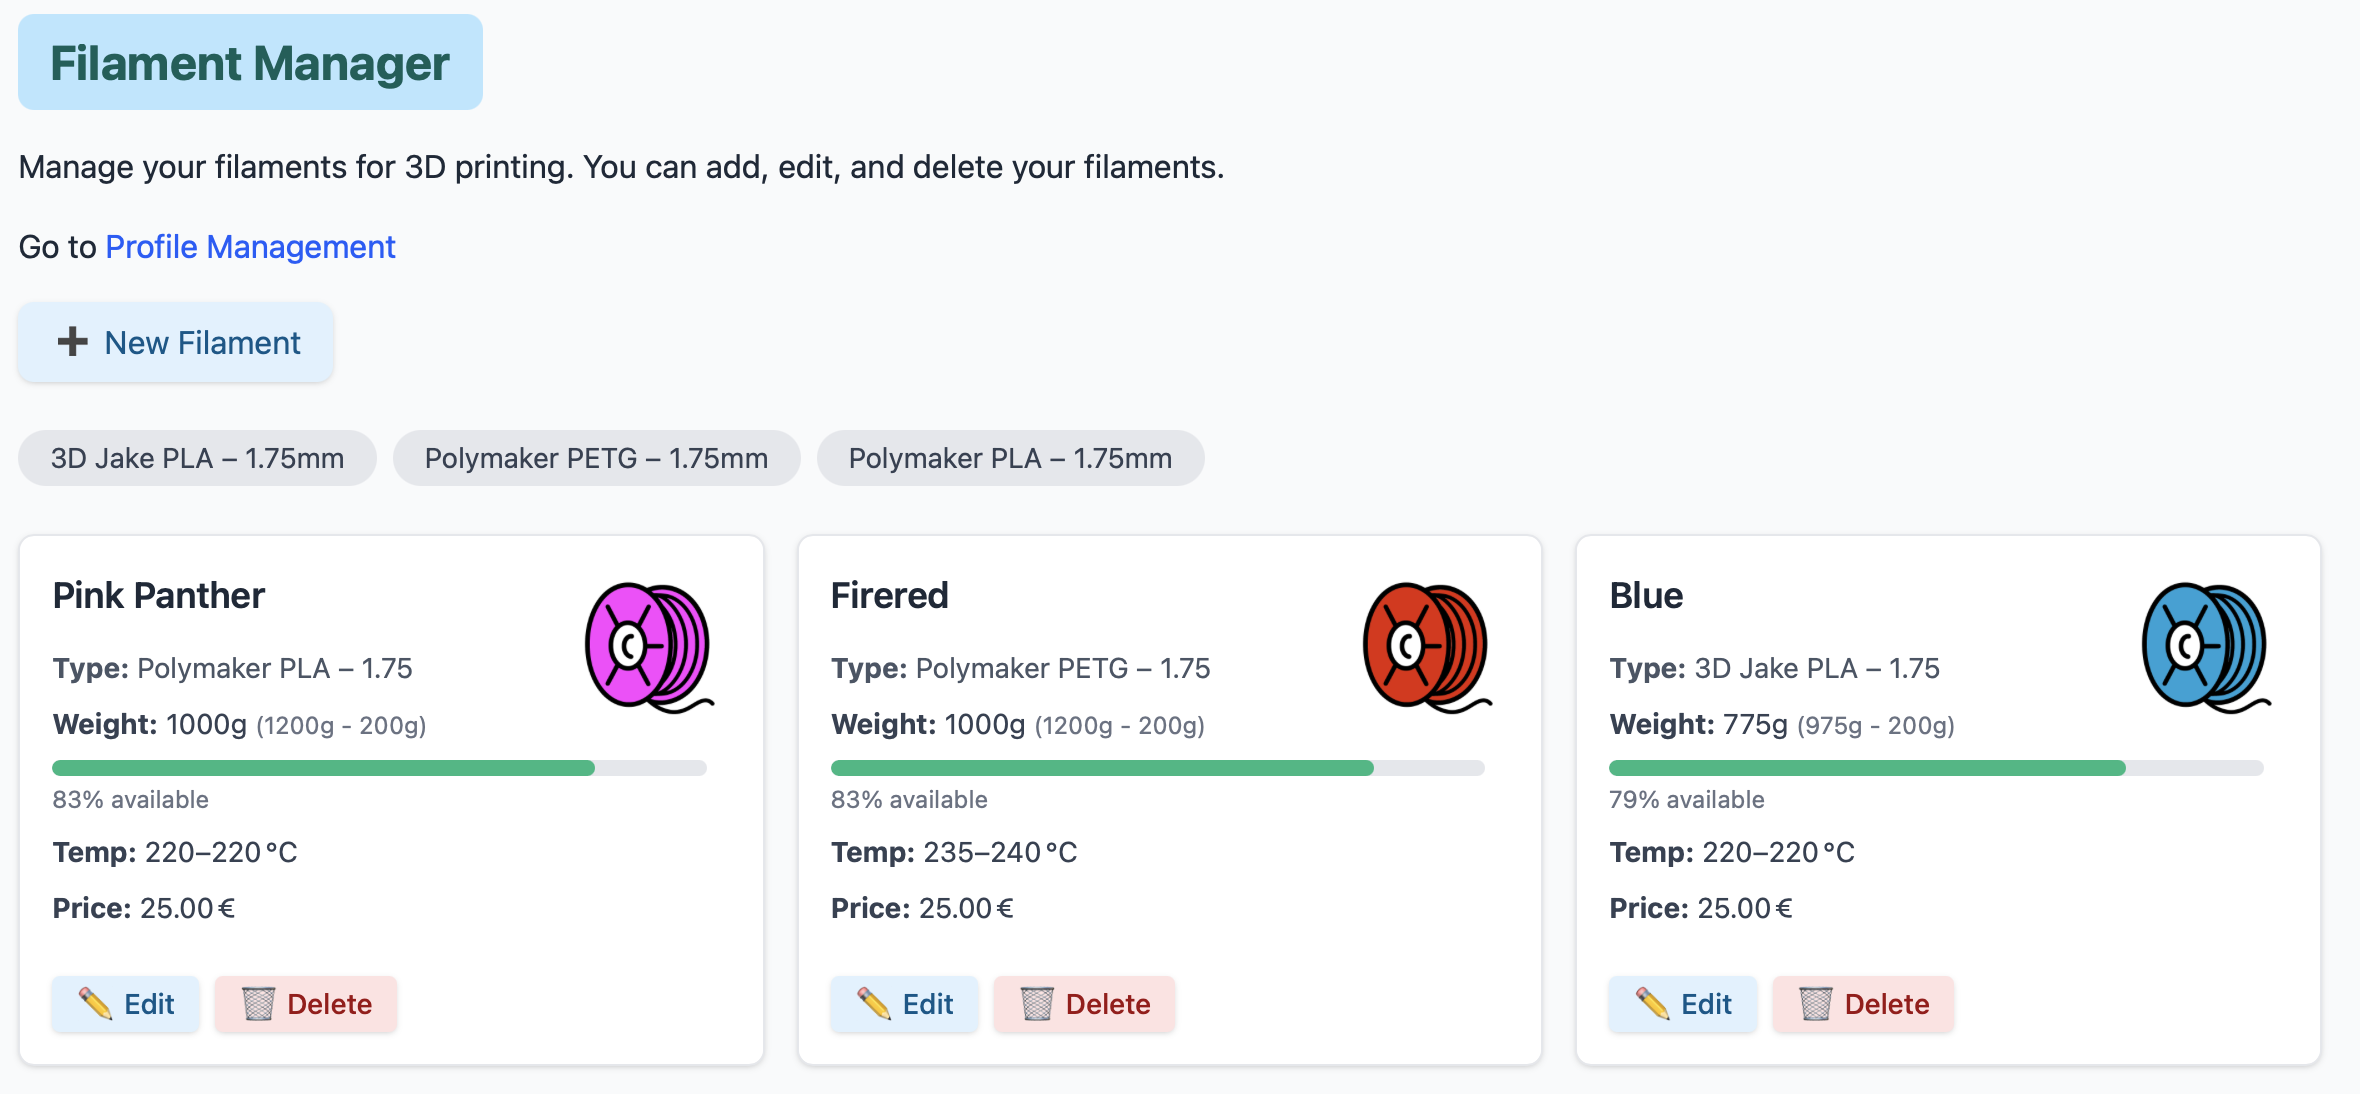 Filament Manager
Manage your filaments for 3D printing. You can add, edit, and delete your filaments.
Go to Profile Management
➕ New Filament
3D Jake PLA – 1.75mm
Polymaker PETG – 1.75mm
Polymaker PLA – 1.75mm
Pink Panther
Type: Polymaker PLA – 1.75
Weight: 1000g (1200g - 200g)
83% available
Temp: 220–220 °C
Price: 25.00 €
✏️ Edit
🗑️ Delete
Firered
Type: Polymaker PETG – 1.75
Weight: 1000g (1200g - 200g)
83% available
Temp: 235–240 °C
Price: 25.00 €
✏️ Edit
🗑️ Delete
Blue
Type: 3D Jake PLA – 1.75
Weight: 775g (975g - 200g)
79% available
Temp: 220–220 °C
Price: 25.00 €
✏️ Edit
🗑️ Delete